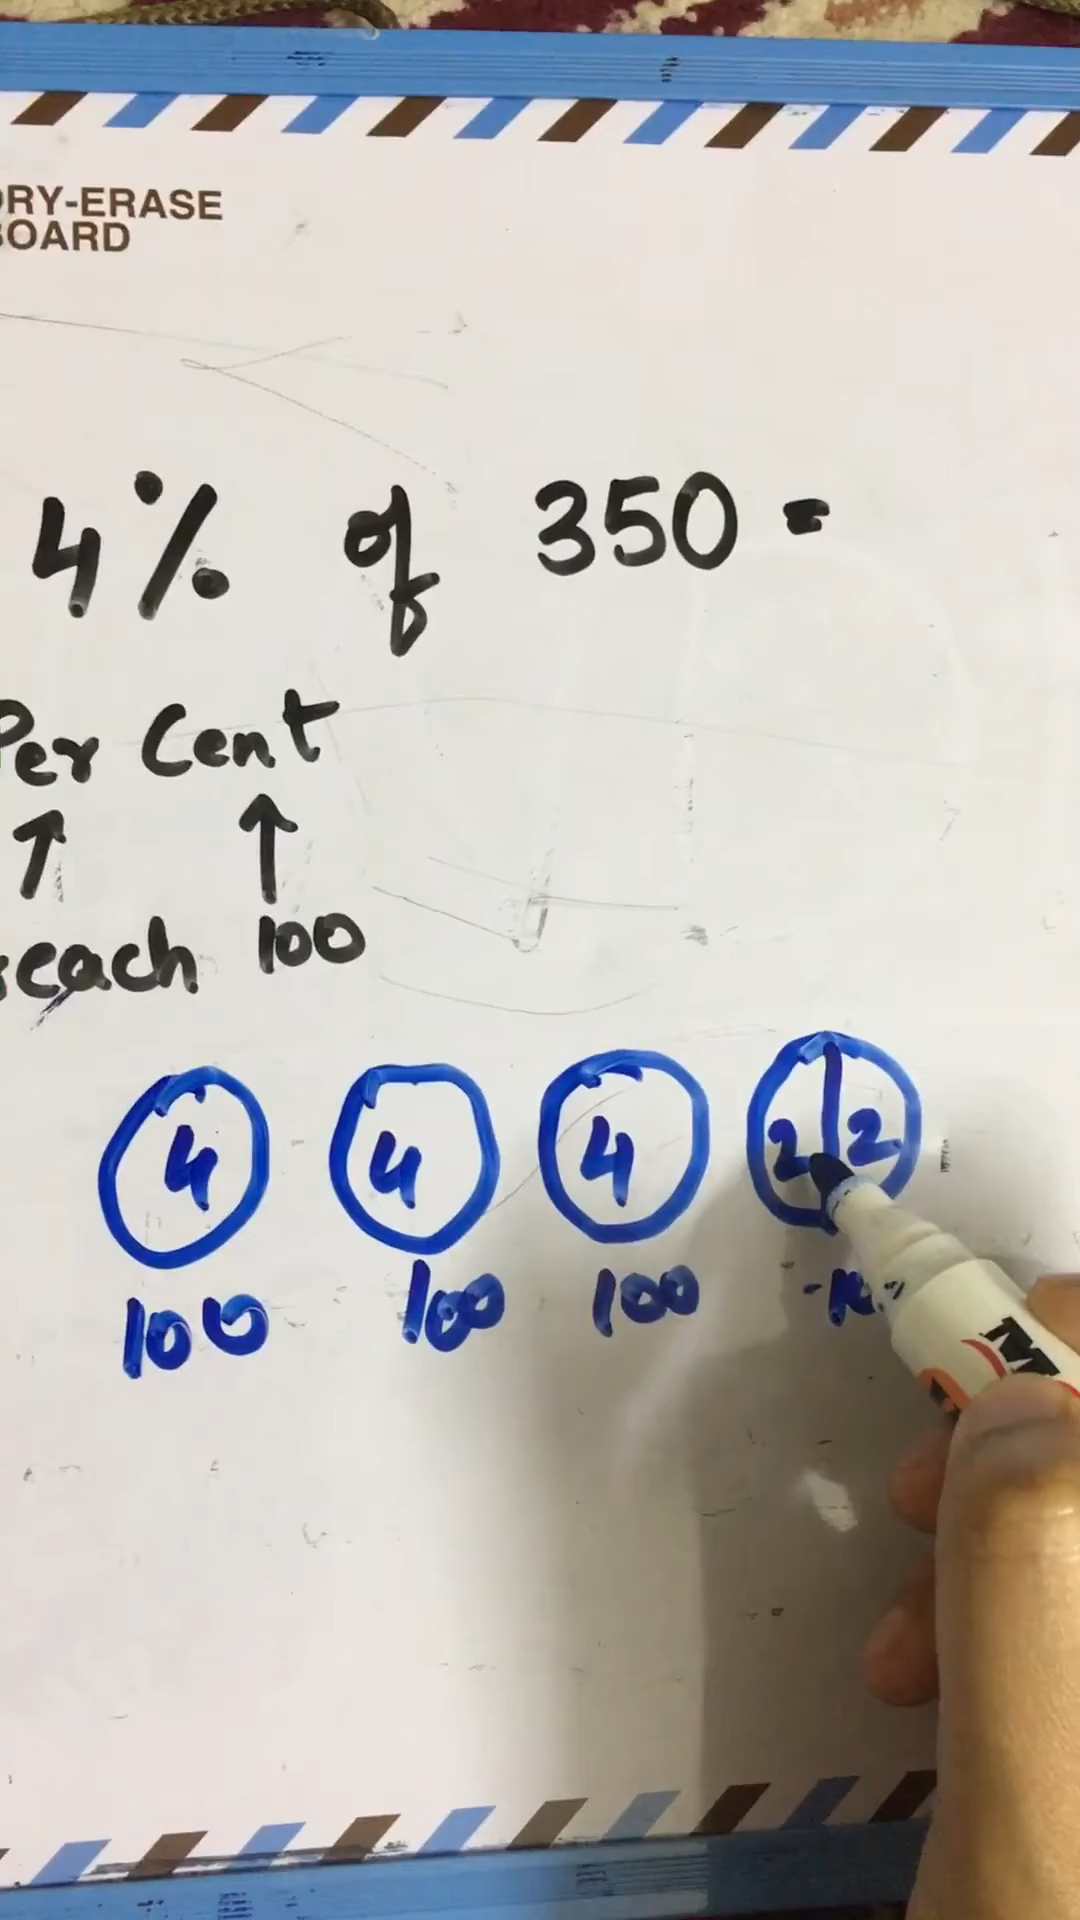 DRY-ERASE
BOARD
4% of 350 =
Per Cent
↑ ↑
each 100
4 4 4 2 2
100 100 100
M